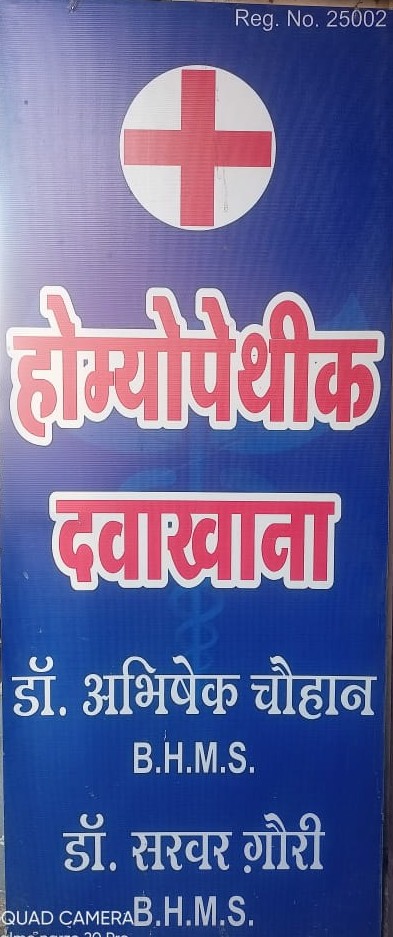 Reg. No. 25002
होम्योपेथीक
दवाखाना
डॉ. अभिषेक चौहान
B.H.M.S.
डॉ. सरवर ग़ौरी
B.H.M.S.
QUAD CAMERA